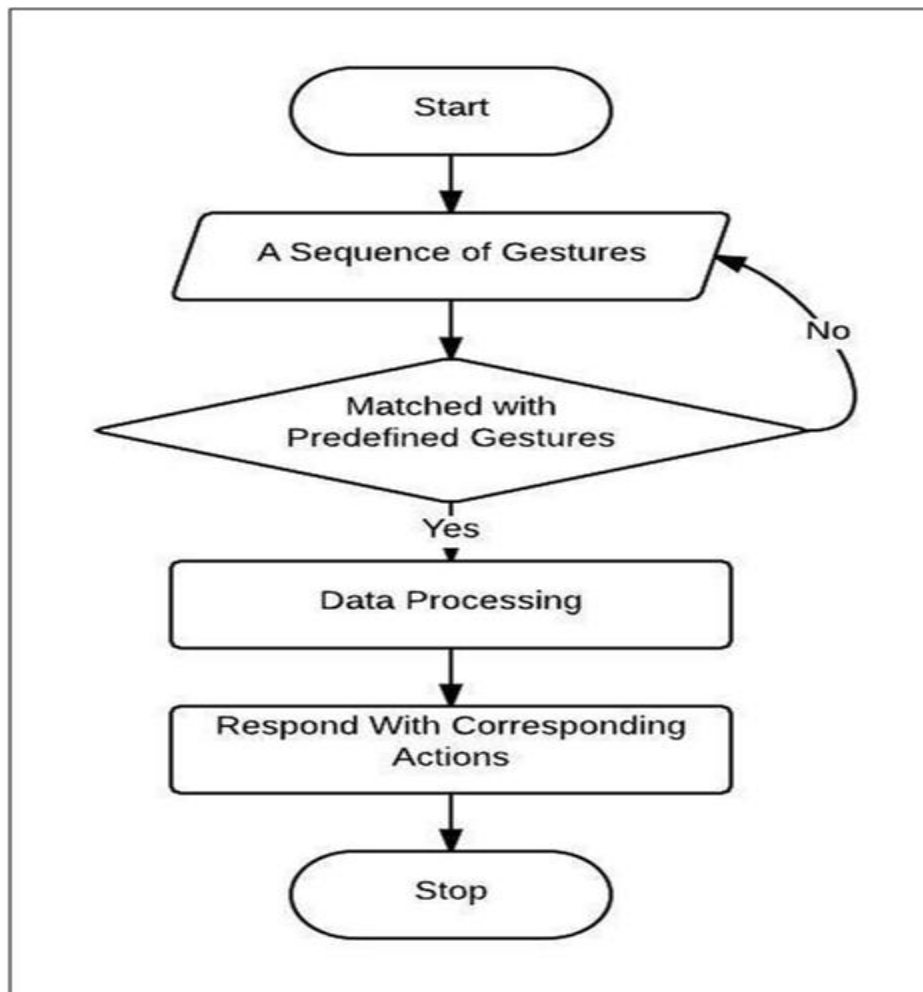 Start
A Sequence of Gestures
No
Matched with
Predefined Gestures
Yes
Data Processing
Respond With Corresponding
Actions
Stop